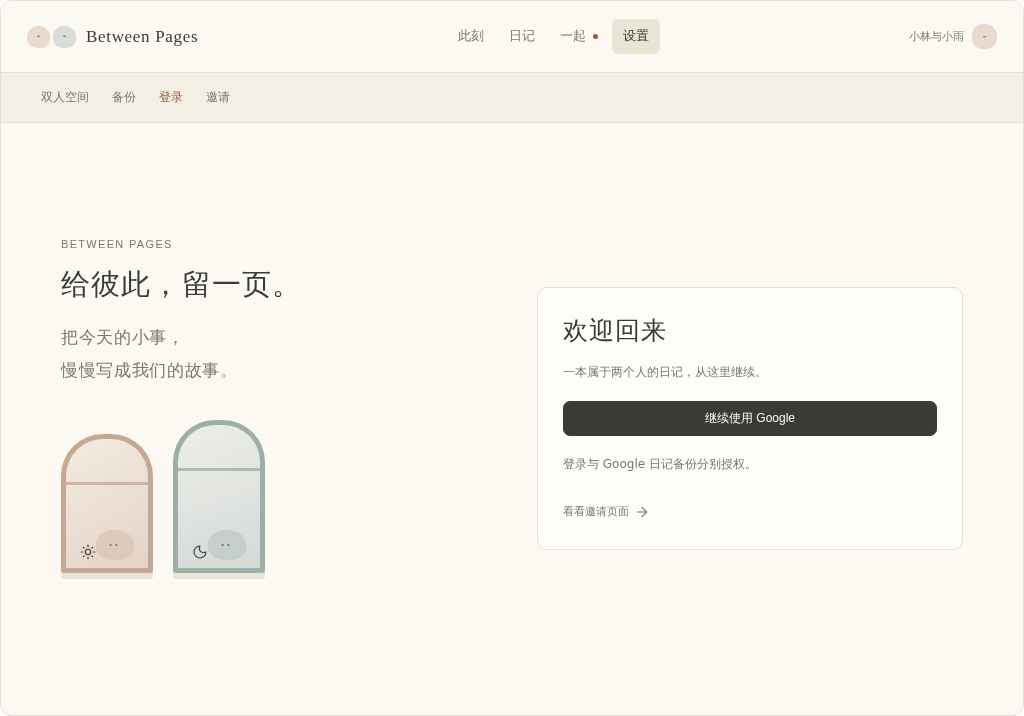 Between Pages
此刻 日记 一起 设置
小林与小雨
双人空间 备份 登录 邀请
BETWEEN PAGES
给彼此，留一页。
把今天的小事，
慢慢写成我们的故事。
欢迎回来
一本属于两个人的日记，从这里继续。
继续使用 Google
登录与 Google 日记备份分别授权。
看看邀请页面